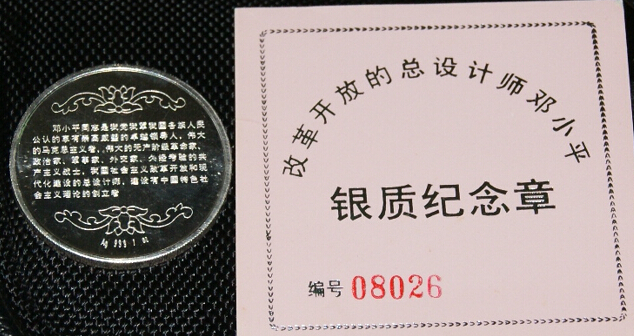 邓小平同志是我党我军我国各族人民
公认的享有崇高威望的卓越领导人，伟大
的马克思主义者，伟大的无产阶级革命家、
政治家、军事家、外交家、久经考验的共
产主义战士，我国社会主义改革开放和现
代化建设的总设计师，建设有中国特色社
会主义理论的创立者
Ag 999 1 oz
改革开放的总设计师邓小平
银质纪念章
编号 08026